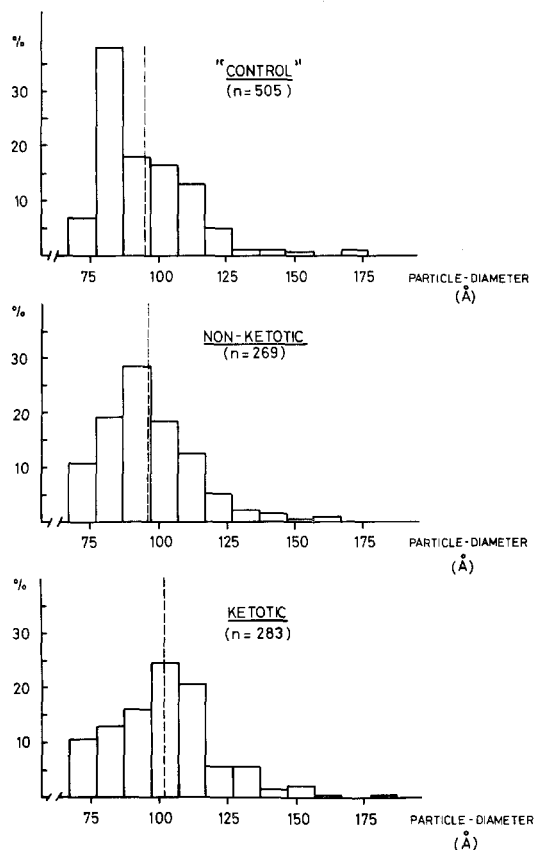 %
30
20
10
"CONTROL"
(n=505)
75 100 125 150 175 PARTICLE-DIAMETER
(Å)
%
30
20
10
NON-KETOTIC
(n=269)
75 100 125 150 175 PARTICLE-DIAMETER
(Å)
%
30
20
10
KETOTIC
(n=283)
75 100 125 150 175 PARTICLE-DIAMETER
(Å)